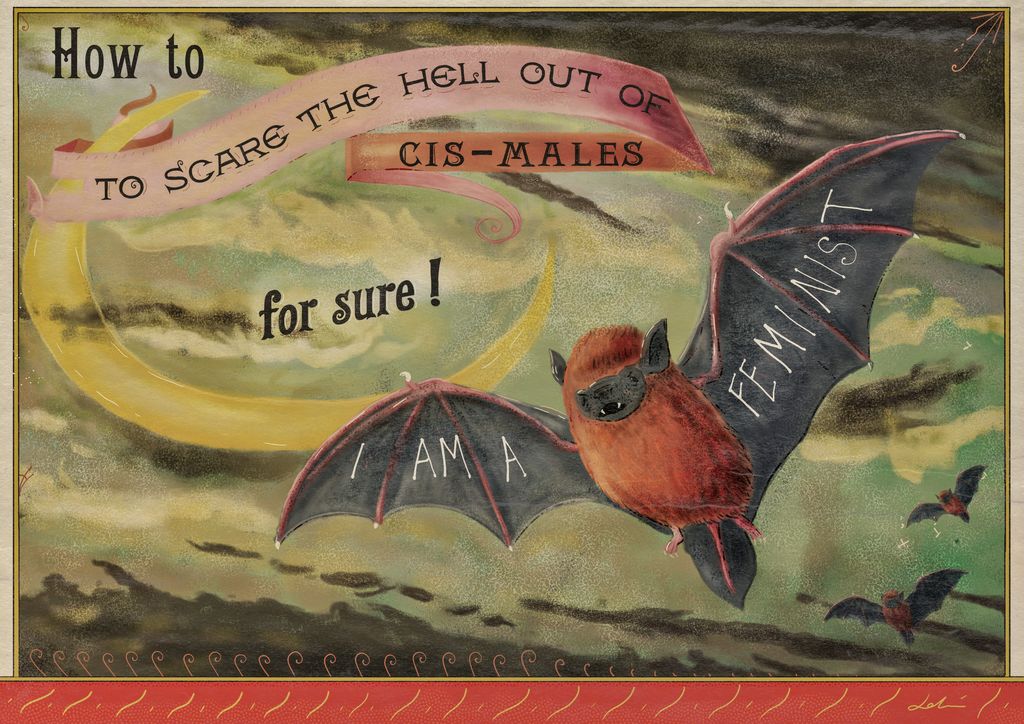 How to
TO SCARE THE HELL OUT OF
CIS-MALES
for sure!
I AM A
FEMINIST